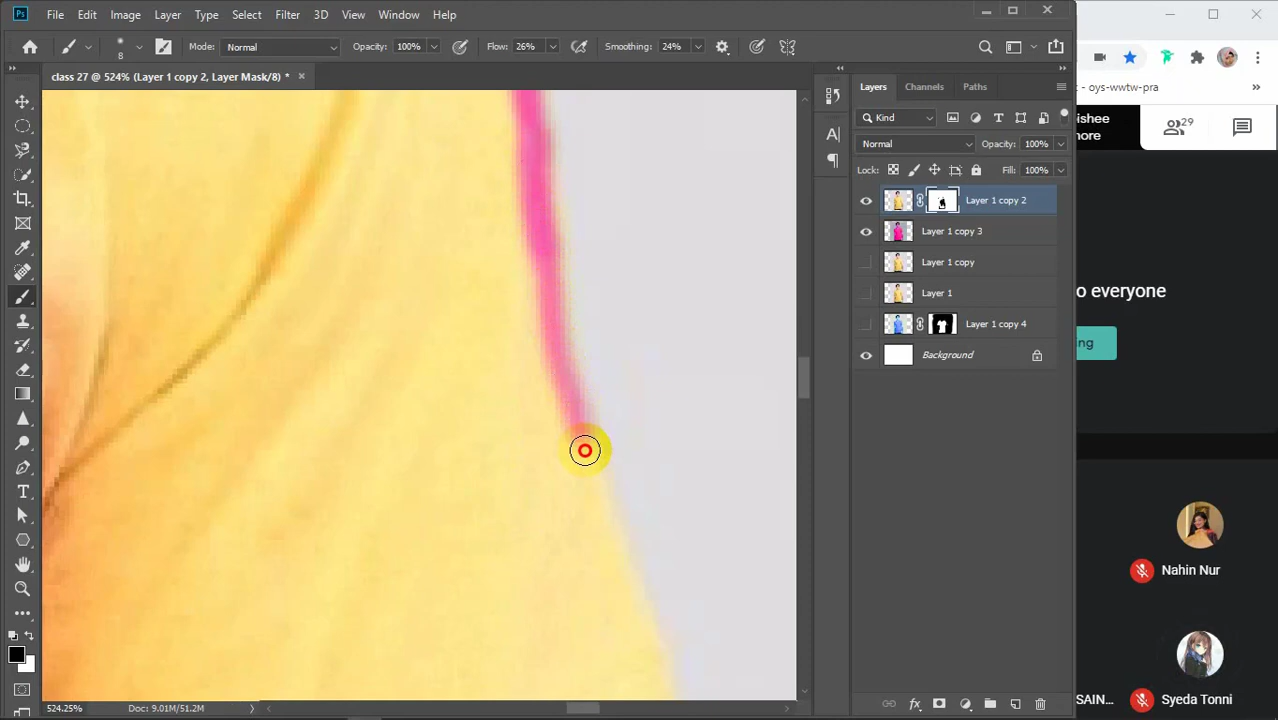 Ps File Edit Image Layer Type Select Filter 3D View Window Help
8 Mode: Normal Opacity: 100% Flow: 26% Smoothing: 24%
class 27 @ 524% (Layer 1 copy 2, Layer Mask/8) * ×
Layers Channels Paths
Kind
Normal Opacity: 100%
Lock: Fill: 100%
Layer 1 copy 2
Layer 1 copy 3
Layer 1 copy
Layer 1
Layer 1 copy 4
Background
524.25% Doc: 9.01M/51.2M
- oys-wwtw-pra
ishee
more
29
o everyone
ng
Nahin Nur
SAIN...
Syeda Tonni